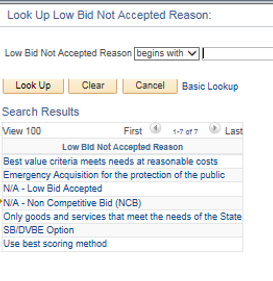 Look Up Low Bid Not Accepted Reason:
Low Bid Not Accepted Reason begins with
Look Up Clear Cancel Basic Lookup
Search Results
View 100 First 1-7 of 7 Last
Low Bid Not Accepted Reason
Best value criteria meets needs at reasonable costs
Emergency Acquisition for the protection of the public
N/A - Low Bid Accepted
N/A - Non Competitive Bid (NCB)
Only goods and services that meet the needs of the State
SB/DVBE Option
Use best scoring method